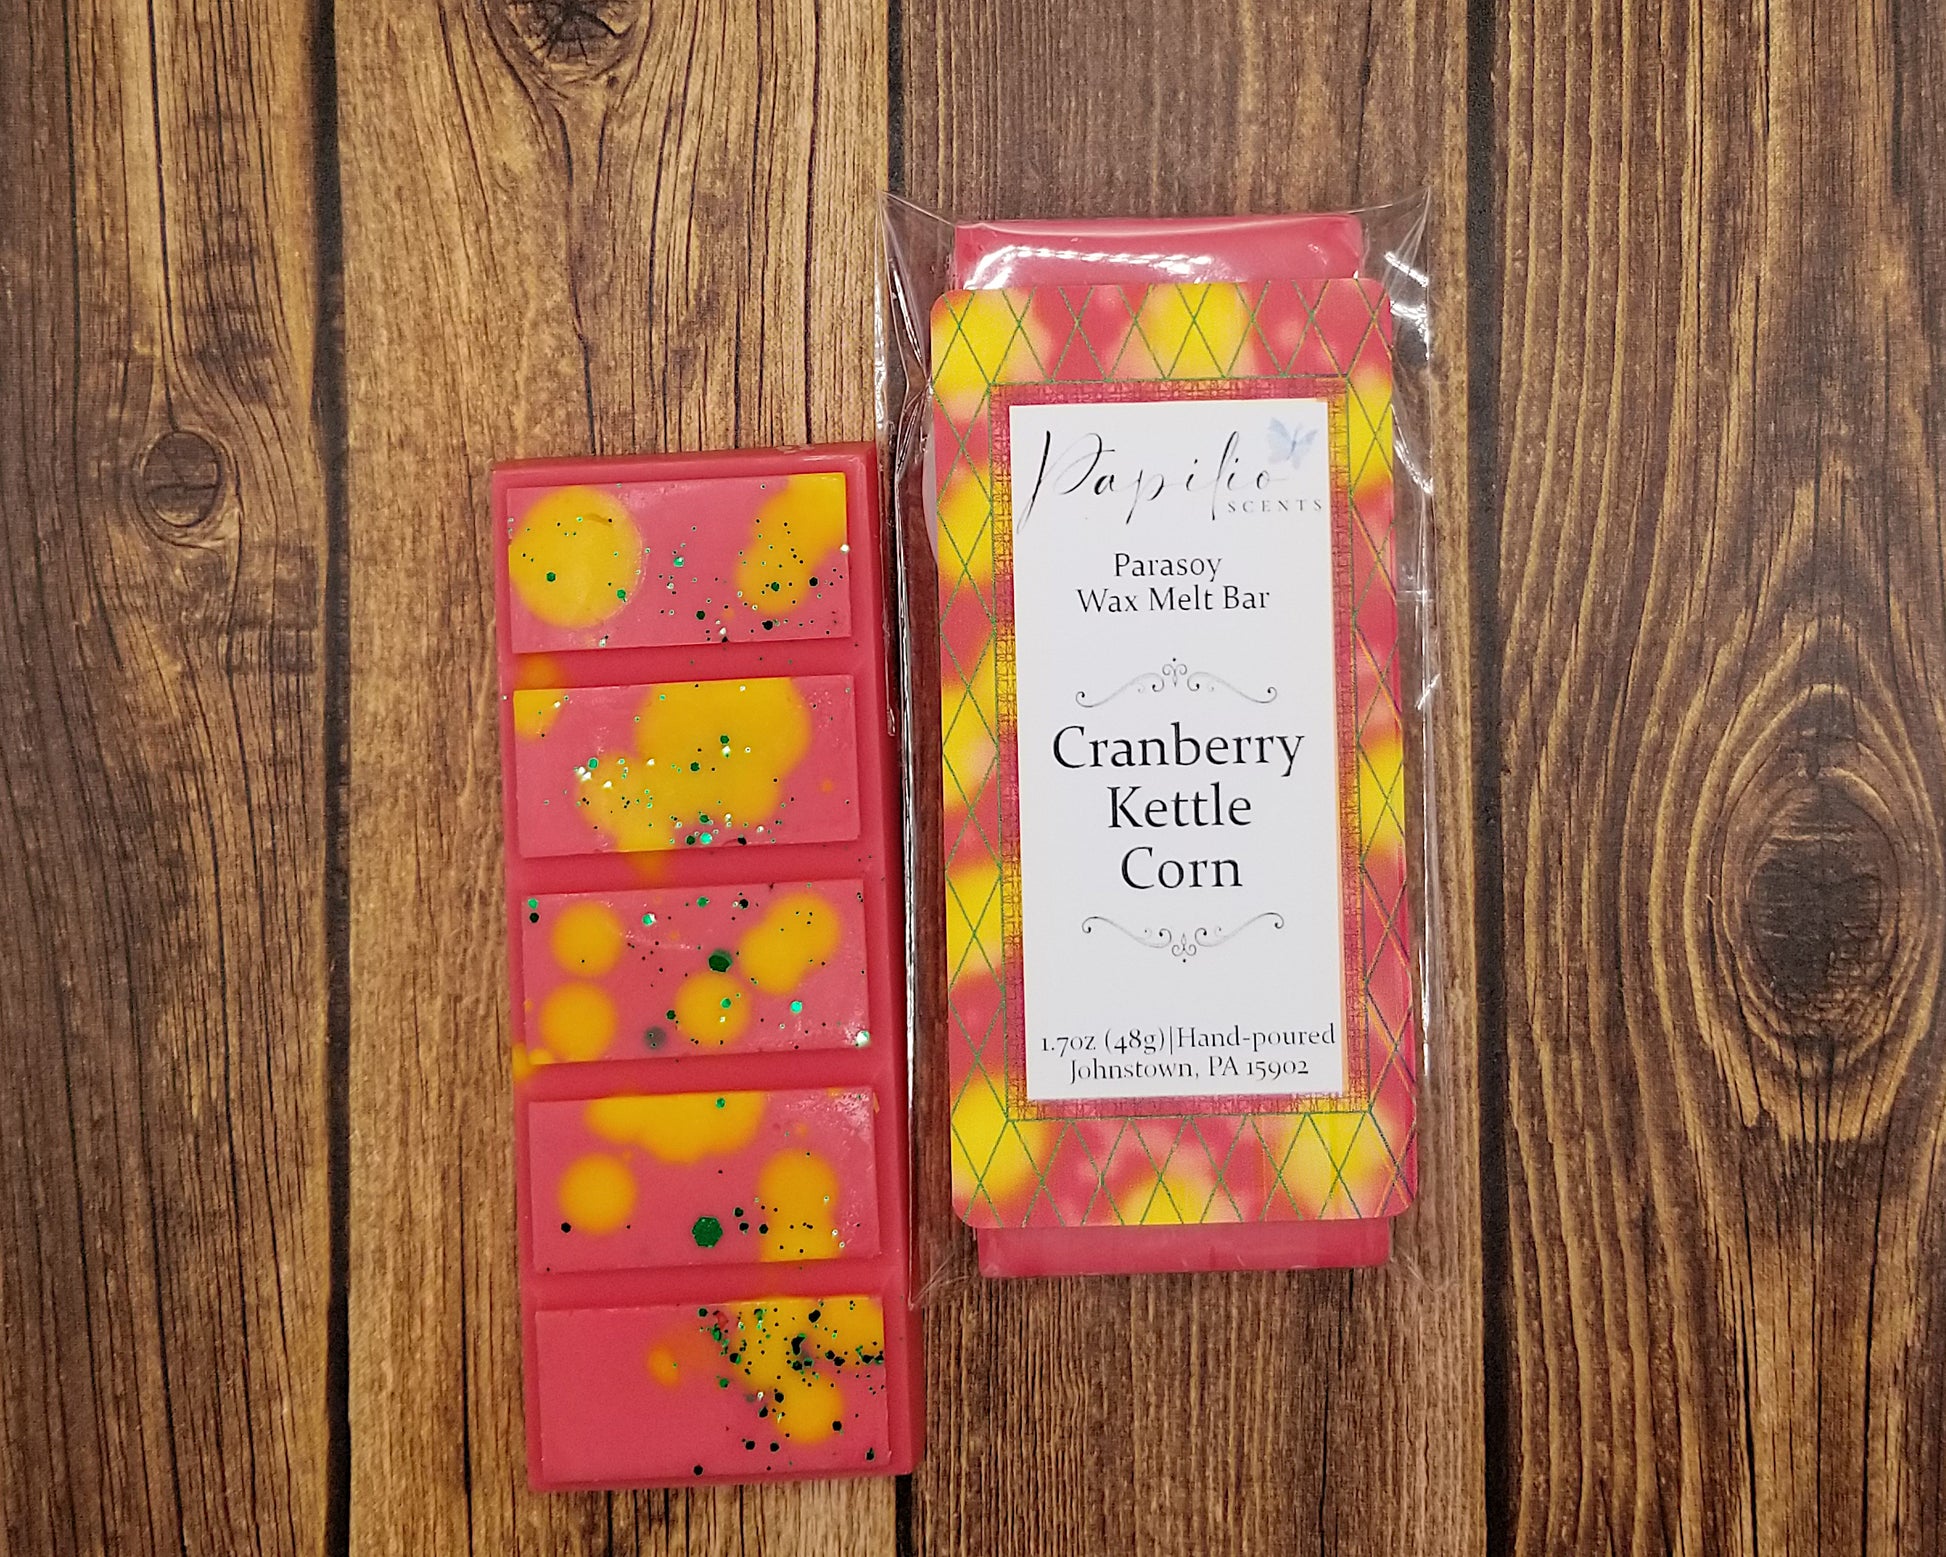 Papilio
SCENTS
Parasoy
Wax Melt Bar
Cranberry
Kettle
Corn
1.7oz (48g)|Hand-poured
Johnstown, PA 15902